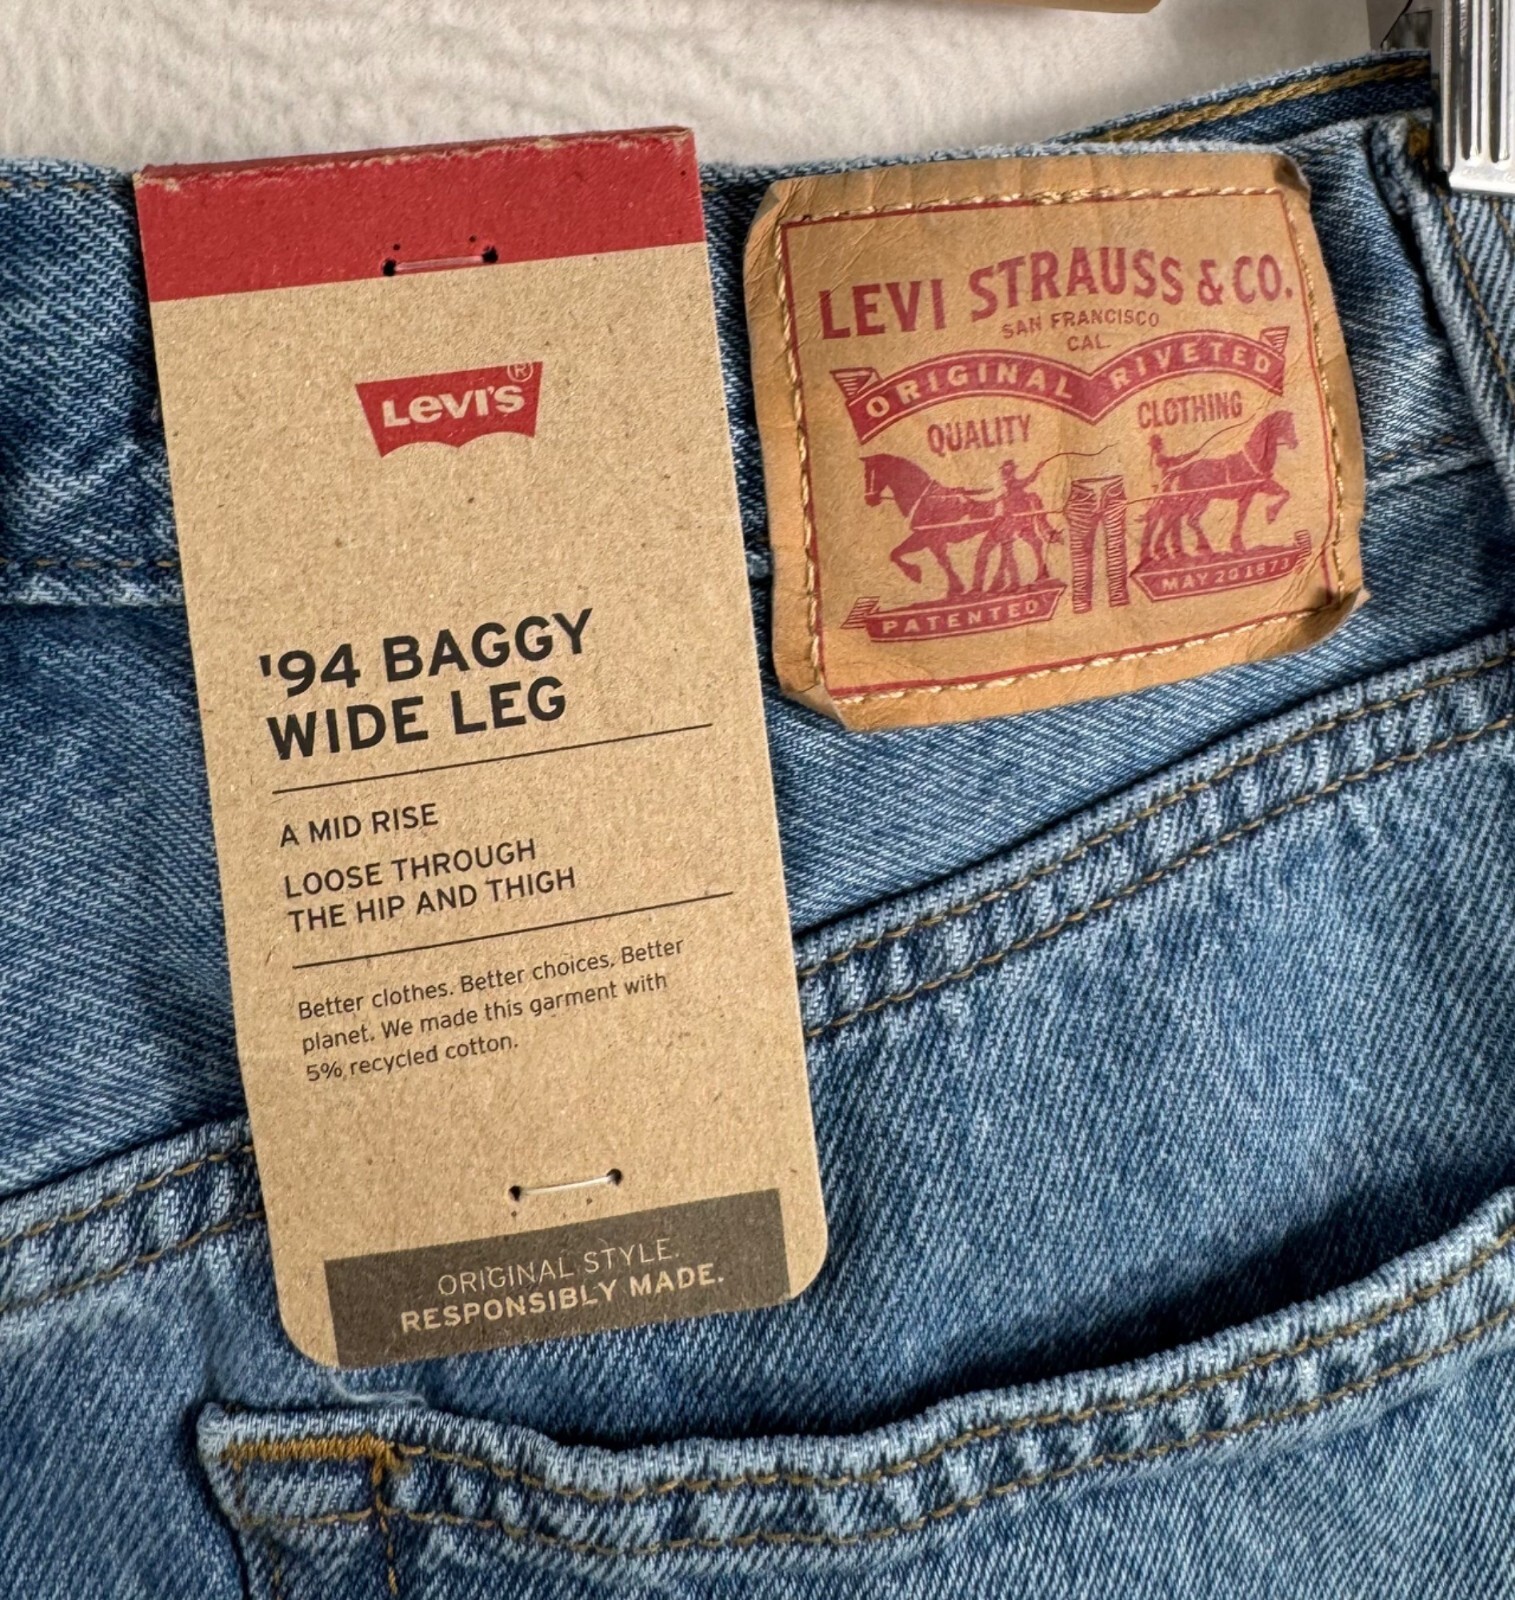 LEVI'S®
'94 BAGGY
WIDE LEG
A MID RISE
LOOSE THROUGH
THE HIP AND THIGH
Better clothes. Better choices. Better
planet. We made this garment with
5% recycled cotton.
ORIGINAL STYLE.
RESPONSIBLY MADE.
LEVI STRAUSS & CO.
SAN FRANCISCO
CAL.
ORIGINAL RIVETED
QUALITY CLOTHING
PATENTED MAY 20 1873